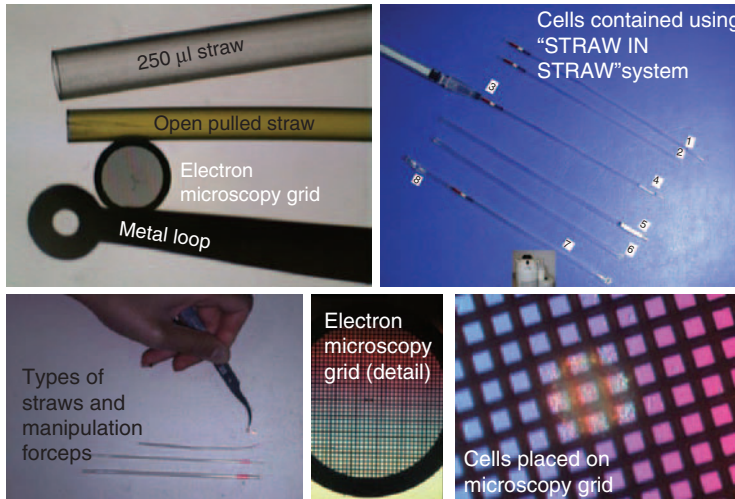 250 µl straw
Open pulled straw
Electron
microscopy grid
Metal loop
Cells contained using
“STRAW IN
STRAW”system
3
1
2
4
8
5
7
6
Types of
straws and
manipulation
forceps
Electron
microscopy
grid (detail)
Cells placed on
microscopy grid